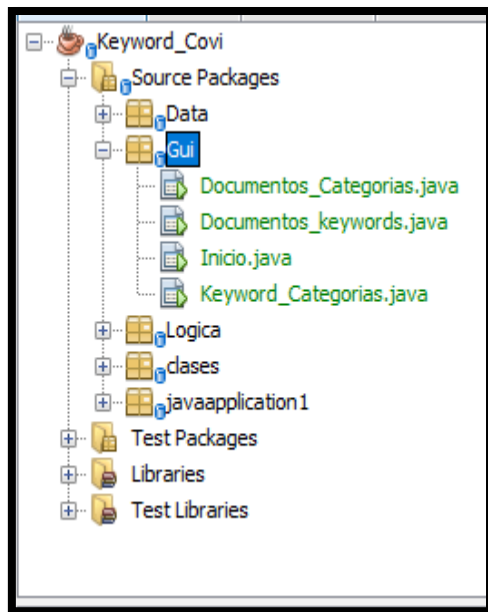 Keyword_Covi
Source Packages
Data
Gui
Documentos_Categorias.java
Documentos_keywords.java
Inicio.java
Keyword_Categorias.java
Logica
clases
javaapplication1
Test Packages
Libraries
Test Libraries